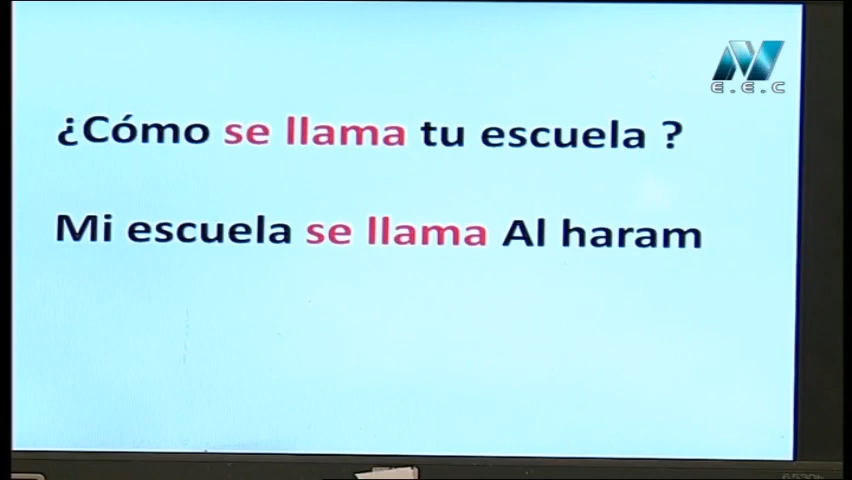 E.E.C
¿Cómo se llama tu escuela ?
Mi escuela se llama Al haram